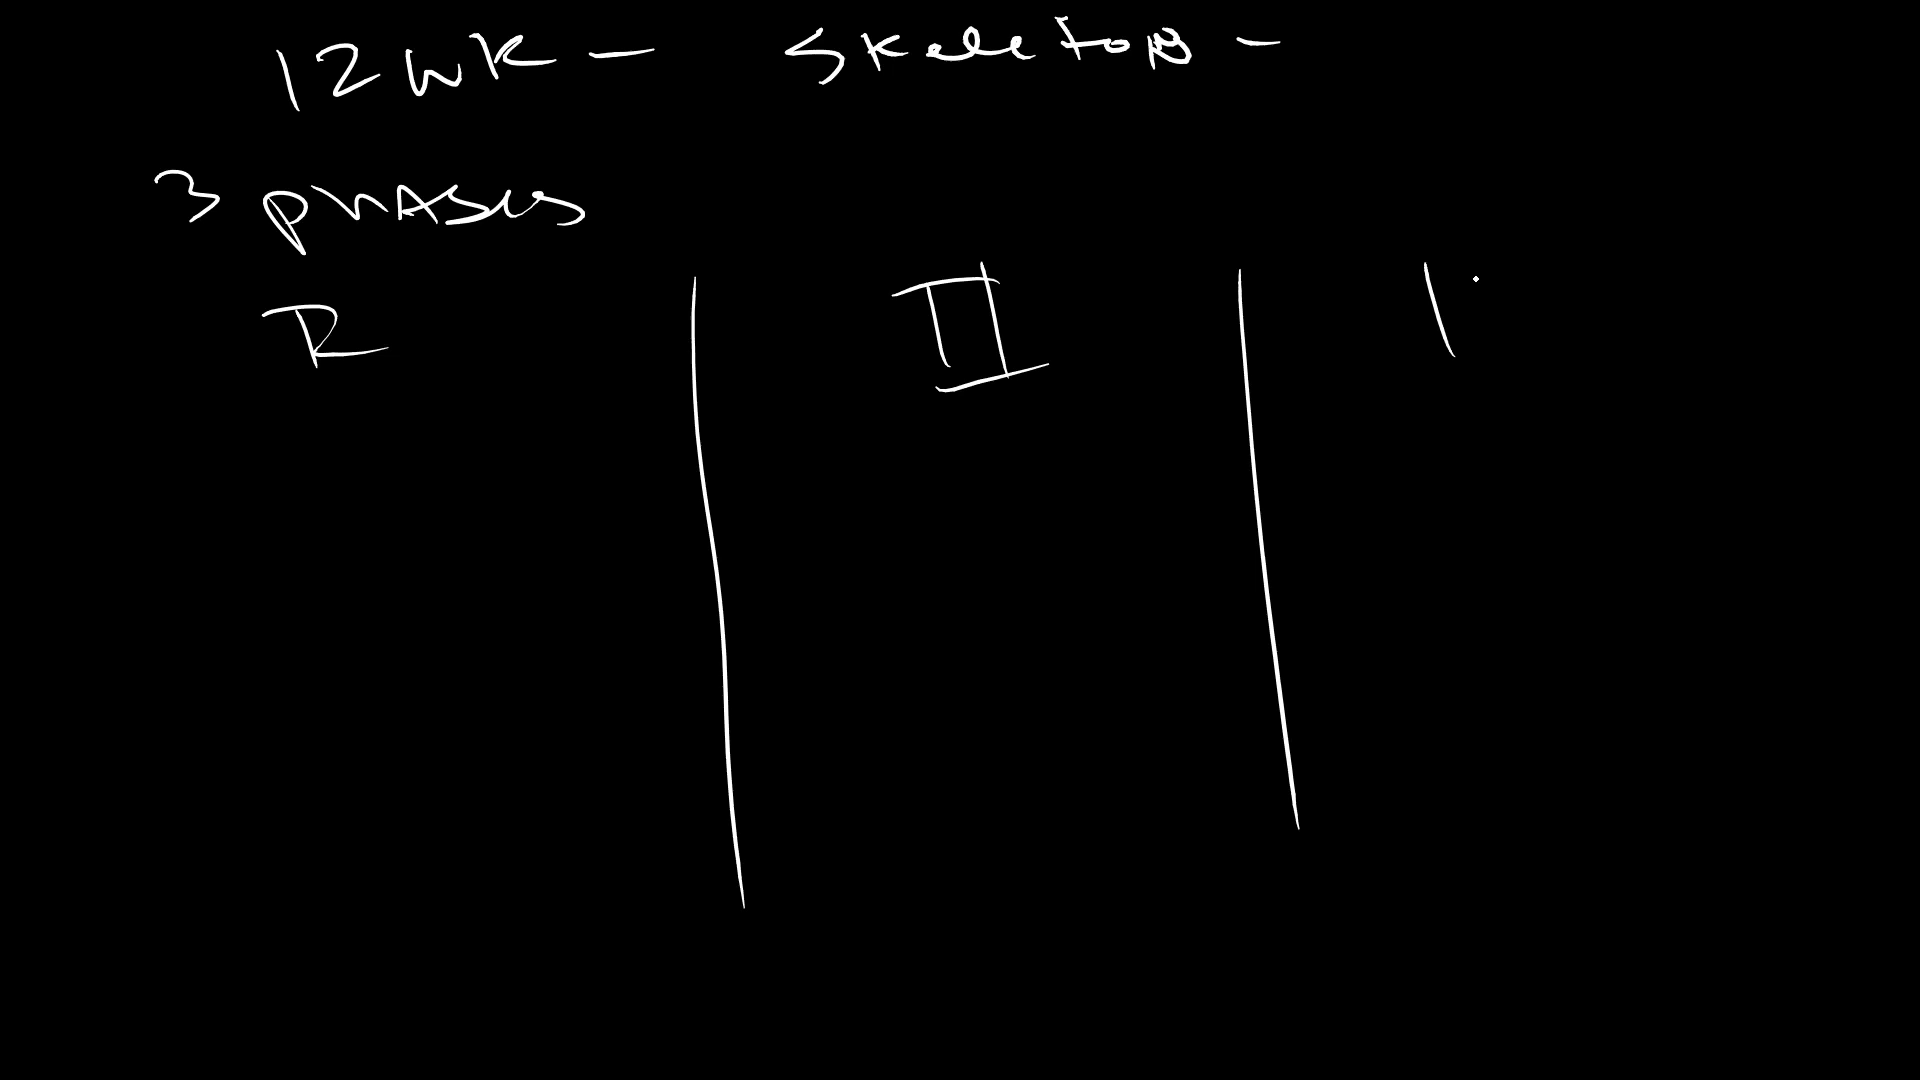 12WK - Skeleton -
3 phases
I II I